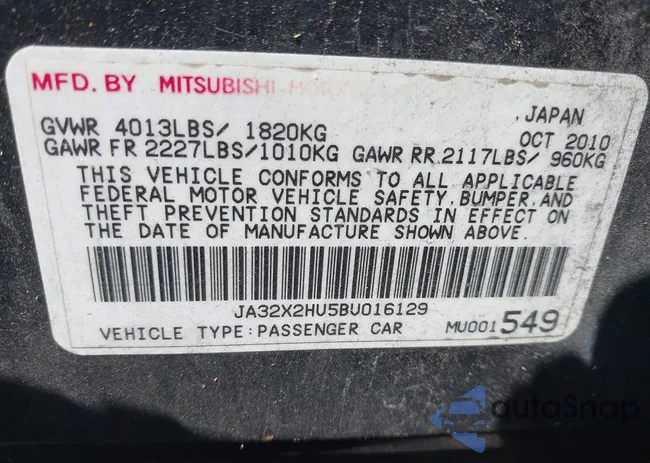 MFD. BY MITSUBISHI MOTORS
, JAPAN
GVWR 4013LBS/ 1820KG
OCT 2010
GAWR FR 2227LBS/1010KG GAWR RR 2117LBS/ 960KG
THIS VEHICLE CONFORMS TO ALL APPLICABLE
FEDERAL MOTOR VEHICLE SAFETY, BUMPER, AND
THEFT PREVENTION STANDARDS IN EFFECT ON
THE DATE OF MANUFACTURE SHOWN ABOVE.
JA32X2HU5BU016129
VEHICLE TYPE:PASSENGER CAR MU001549
autoSnap